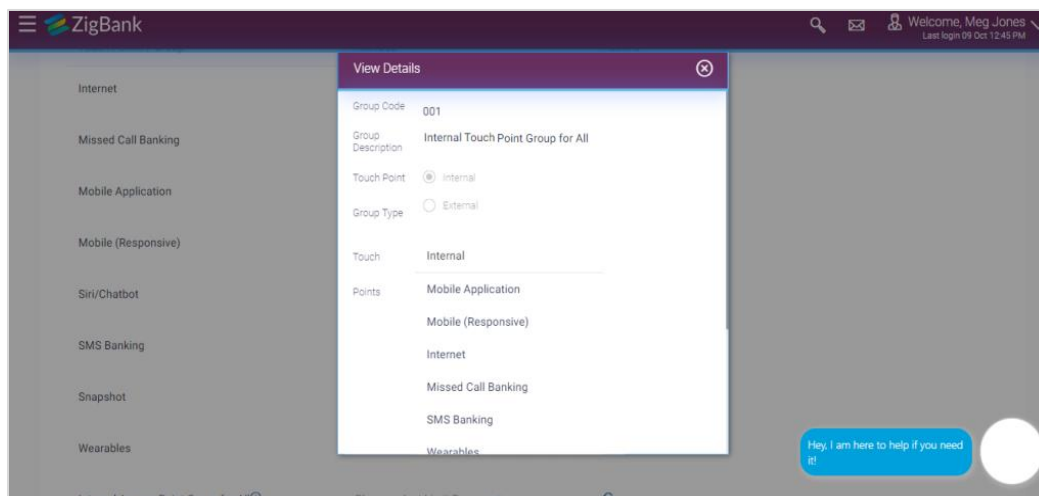 ZigBank
Welcome, Meg Jones
Last login 09 Oct 12:45 PM
View Details
Group Code 001
Group Description Internal Touch Point Group for All
Touch Point Internal
Group Type External
Touch Internal
Points Mobile Application
Mobile (Responsive)
Internet
Missed Call Banking
SMS Banking
Wearables
Internet
Missed Call Banking
Mobile Application
Mobile (Responsive)
Siri/Chatbot
SMS Banking
Snapshot
Wearables
Hey, I am here to help if you need
it!